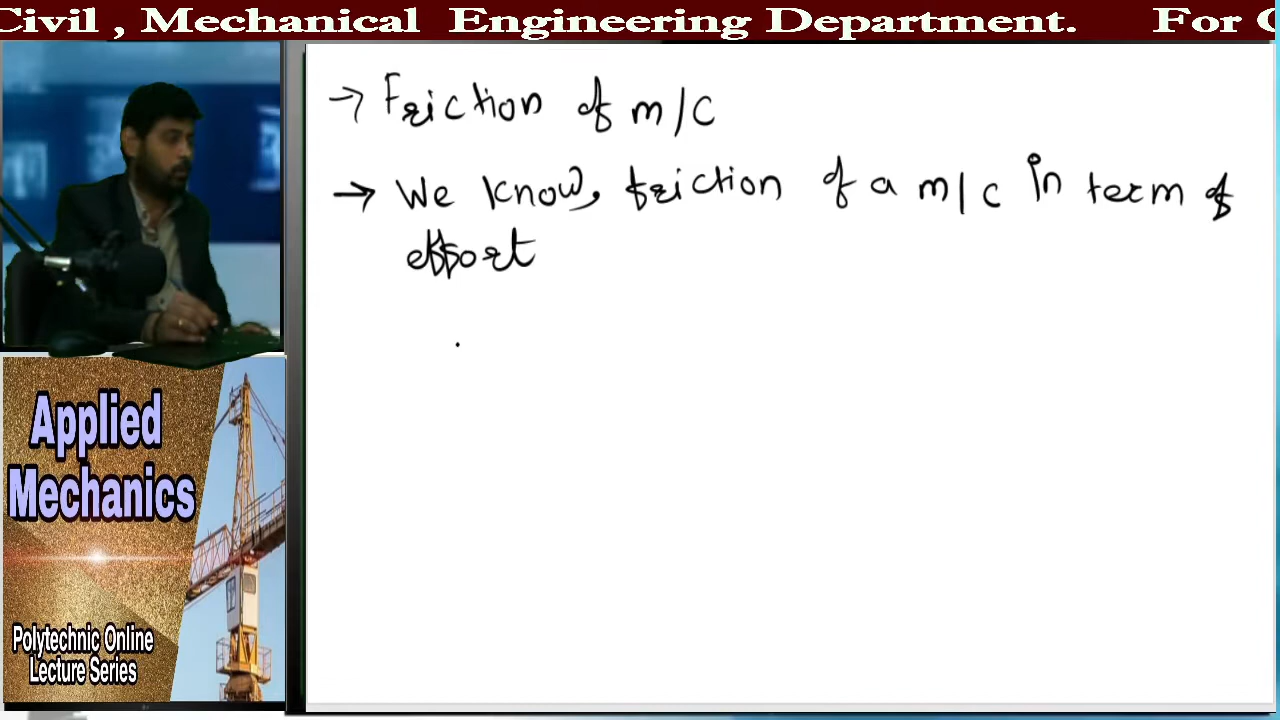 Civil , Mechanical Engineering Department. For
→ Friction of m/c
→ We know, friction of a m/c in term of
effort
Applied
Mechanics
Polytechnic Online
Lecture Series